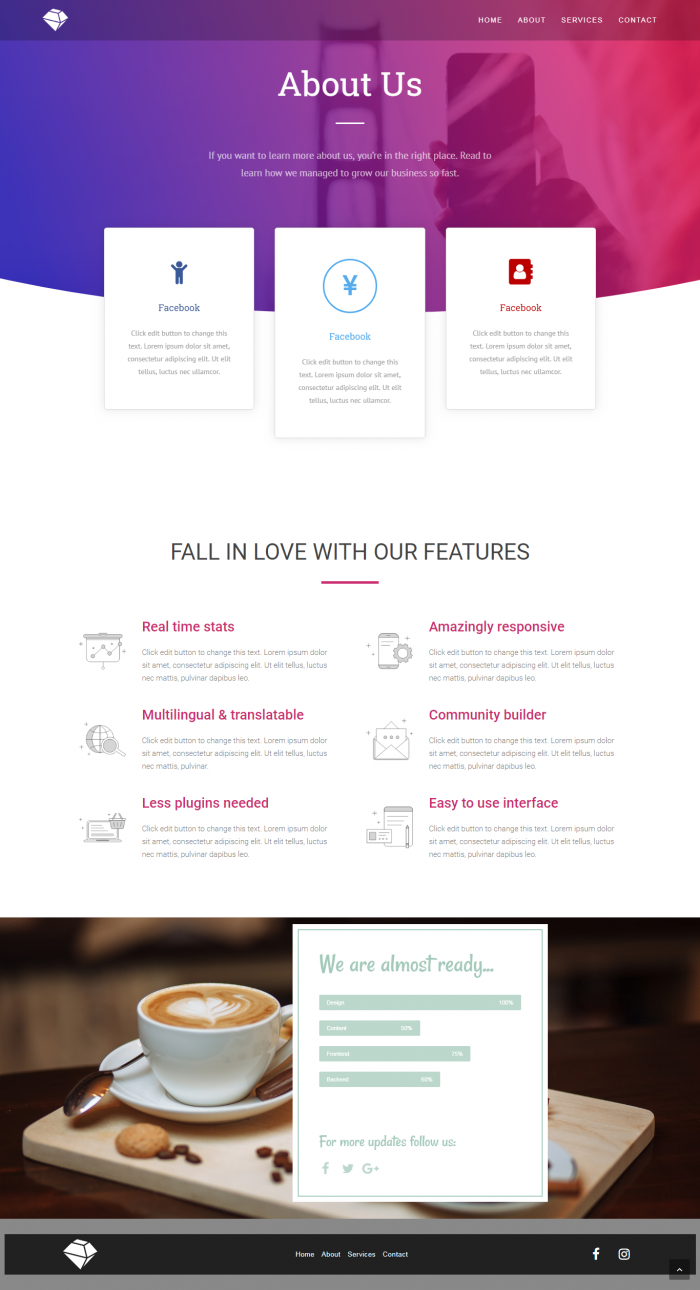 HOME ABOUT SERVICES CONTACT
About Us
If you want to learn more about us, you're in the right place. Read to
learn how we managed to grow our business so fast.
Facebook
Click edit button to change this
text. Lorem ipsum dolor sit amet,
consectetur adipiscing elit. Ut elit
tellus, luctus nec ullamcor.
¥
Facebook
Click edit button to change this
text. Lorem ipsum dolor sit amet,
consectetur adipiscing elit. Ut elit
tellus, luctus nec ullamcor.
Facebook
Click edit button to change this
text. Lorem ipsum dolor sit amet,
consectetur adipiscing elit. Ut elit
tellus, luctus nec ullamcor.
FALL IN LOVE WITH OUR FEATURES
Real time stats
Click edit button to change this text. Lorem ipsum dolor
sit amet, consectetur adipiscing elit. Ut elit tellus, luctus
nec mattis, pulvinar dapibus leo.
Amazingly responsive
Click edit button to change this text. Lorem ipsum dolor
sit amet, consectetur adipiscing elit. Ut elit tellus, luctus
nec mattis, pulvinar dapibus leo.
Multilingual & translatable
Click edit button to change this text. Lorem ipsum dolor
sit amet, consectetur adipiscing elit. Ut elit tellus, luctus
nec mattis, pulvinar.
Community builder
Click edit button to change this text. Lorem ipsum dolor
sit amet, consectetur adipiscing elit. Ut elit tellus, luctus
nec mattis, pulvinar dapibus leo.
Less plugins needed
Click edit button to change this text. Lorem ipsum dolor
sit amet, consectetur adipiscing elit. Ut elit tellus, luctus
nec mattis, pulvinar dapibus leo.
Easy to use interface
Click edit button to change this text. Lorem ipsum dolor
sit amet, consectetur adipiscing elit. Ut elit tellus, luctus
nec mattis, pulvinar dapibus leo.
We are almost ready...
Design 100%
Content 50%
Frontend 75%
Backend 60%
For more updates follow us:
Home About Services Contact